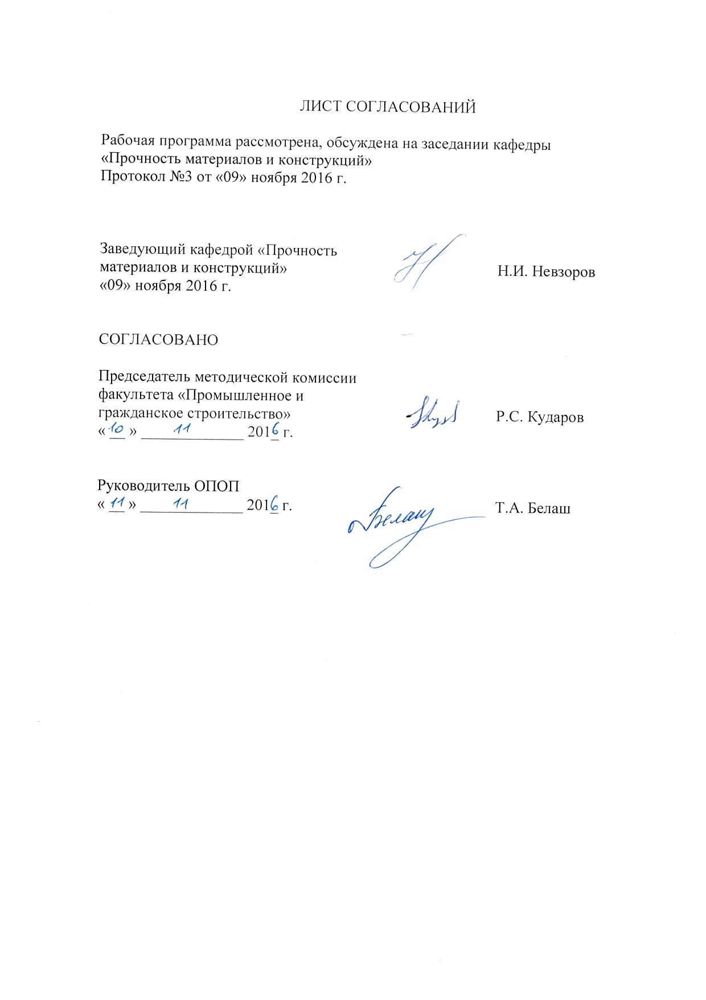 ЛИСТ СОГЛАСОВАНИЙ
Рабочая программа рассмотрена, обсуждена на заседании кафедры
«Прочность материалов и конструкций»
Протокол №3 от «09» ноября 2016 г.
Заведующий кафедрой «Прочность
материалов и конструкций»
Н.И. Невзоров
«09» ноября 2016 г.
СОГЛАСОВАНО
Председатель методической комиссии
факультета «Промышленное и
гражданское строительство»
Р.С. Кударов
« 10 » 11 2016 г.
Руководитель ОПОП
« 11 » 11 2016 г.
Т.А. Белаш
Белаш